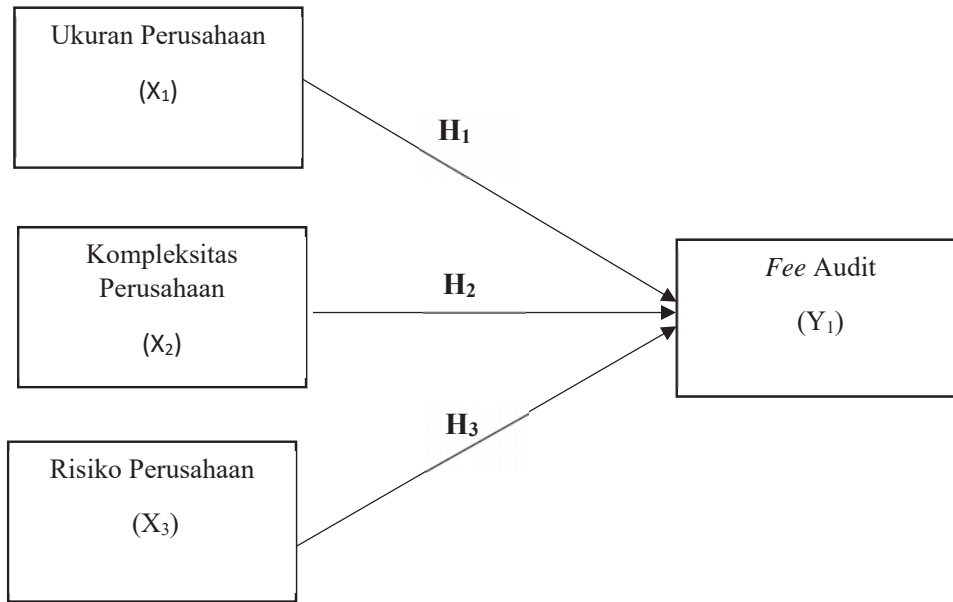 Ukuran Perusahaan
(X₁)
H₁
Kompleksitas
Perusahaan
(X₂)
H₂
Fee Audit
(Y₁)
H₃
Risiko Perusahaan
(X₃)